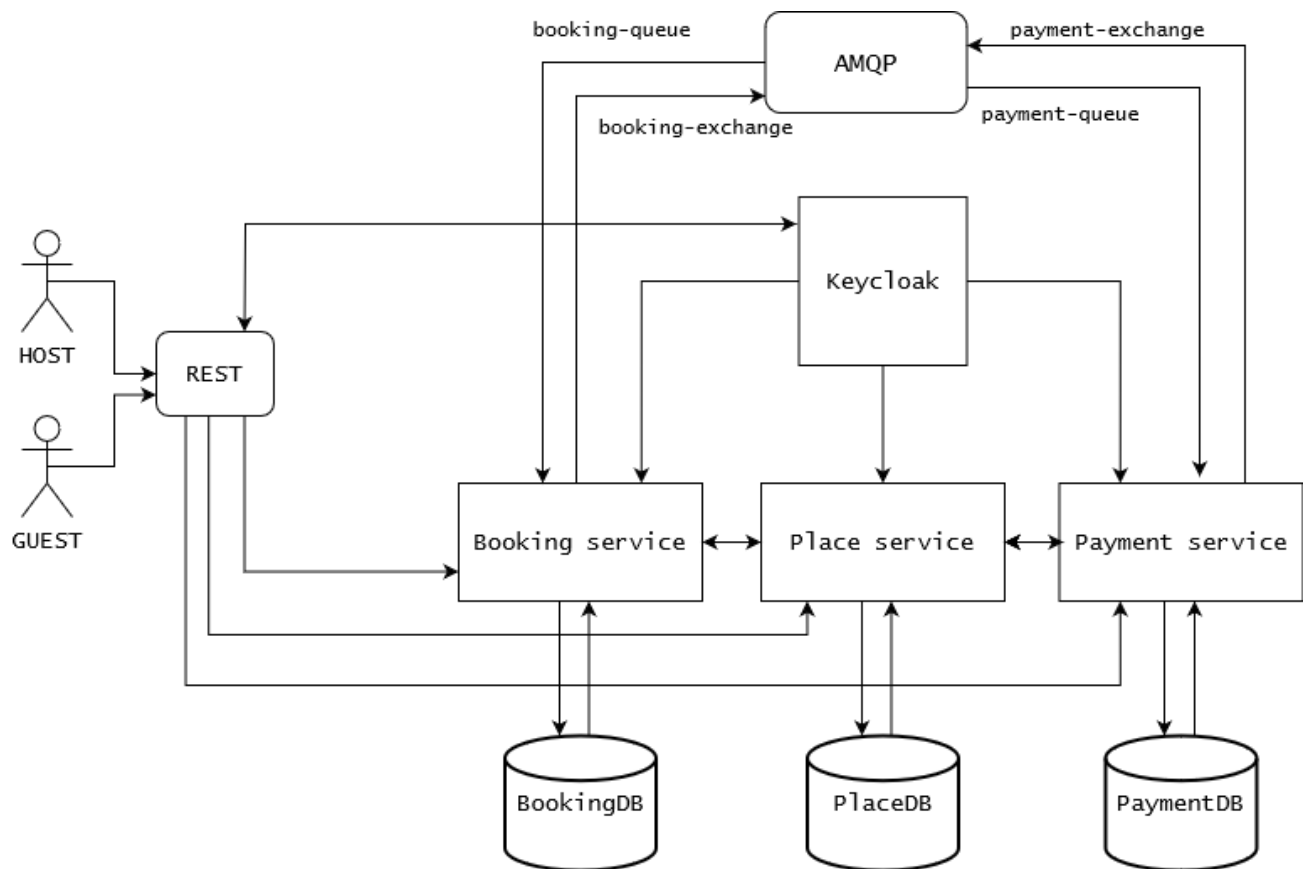 booking-queue
payment-exchange
AMQP
booking-exchange
payment-queue
Keycloak
HOST
REST
GUEST
Booking service
Place service
Payment service
BookingDB
PlaceDB
PaymentDB